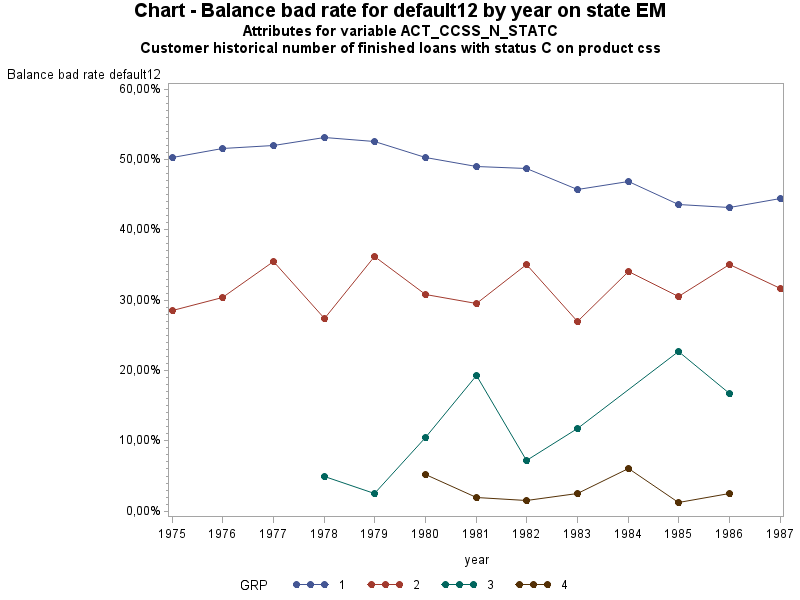 Chart - Balance bad rate for default12 by year on state EM
Attributes for variable ACT_CCSS_N_STATC
Customer historical number of finished loans with status C on product css
Balance bad rate default12
60,00%
50,00%
40,00%
30,00%
20,00%
10,00%
0,00%
1975 1976 1977 1978 1979 1980 1981 1982 1983 1984 1985 1986 1987
year
GRP 1 2 3 4